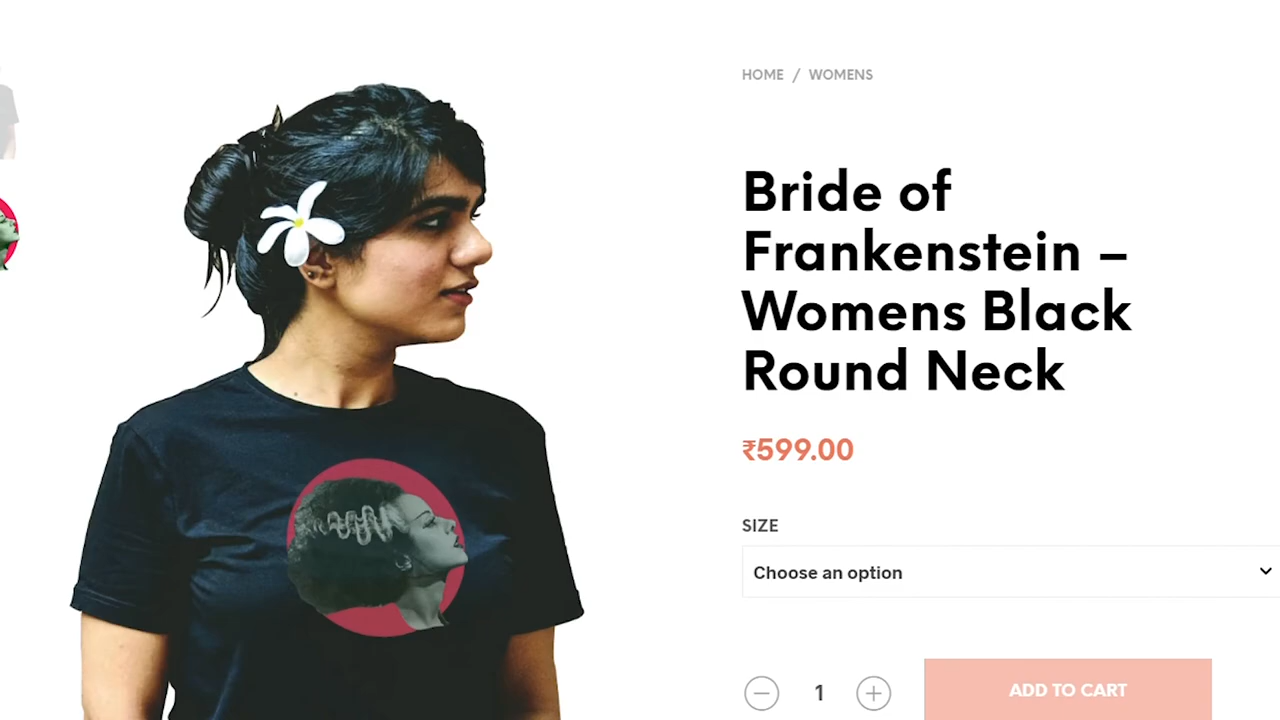 HOME / WOMENS
Bride of
Frankenstein –
Womens Black
Round Neck
₹599.00
SIZE
Choose an option
1
ADD TO CART